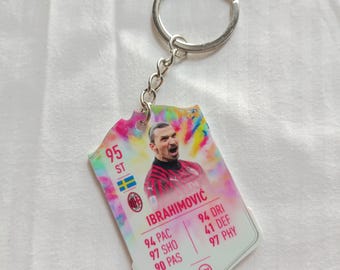 95
ST
IBRAHIMOVIĆ
94 PAC 94 DRI
97 SHO 41 DEF
90 PAS 97 PHY